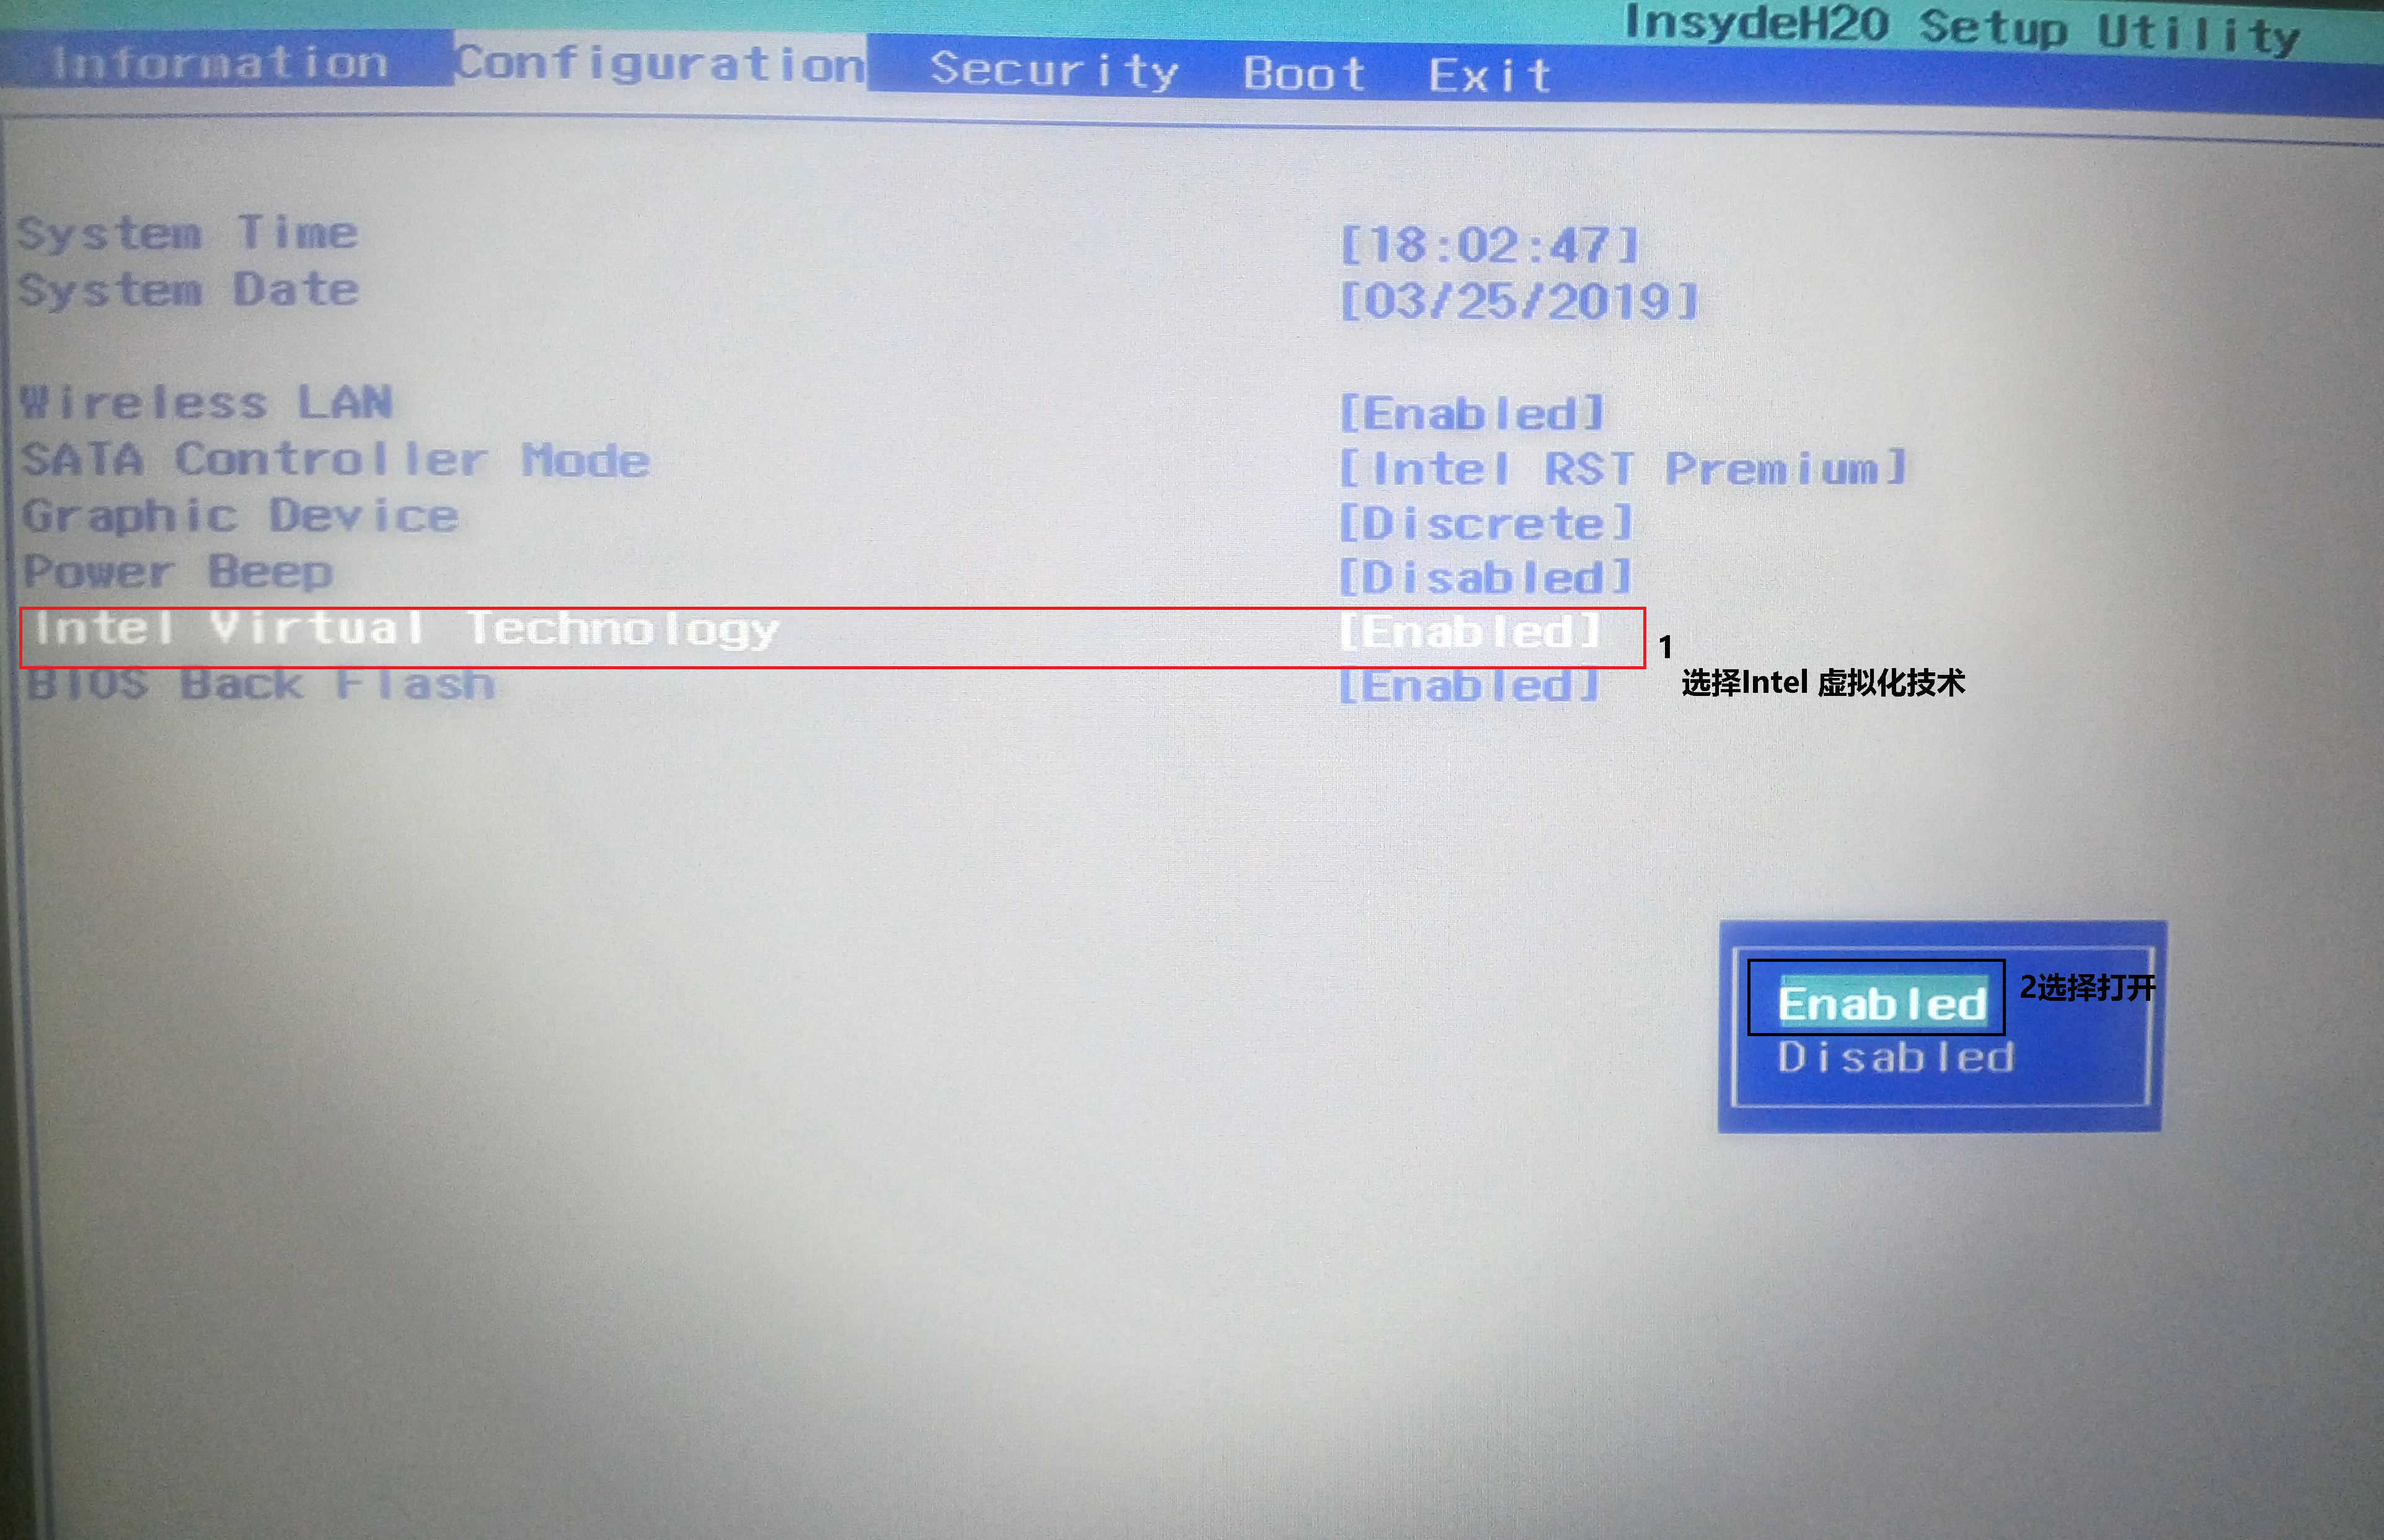 InsydeH20 Setup Utility
Information Configuration Security Boot Exit
System Time [18:02:47]
System Date [03/25/2019]
Wireless LAN [Enabled]
SATA Controller Mode [Intel RST Premium]
Graphic Device [Discrete]
Power Beep [Disabled]
Intel Virtual Technology [Enabled] 1
选择Intel 虚拟化技术
BIOS Back Flash [Enabled]
Enabled 2选择打开
Disabled